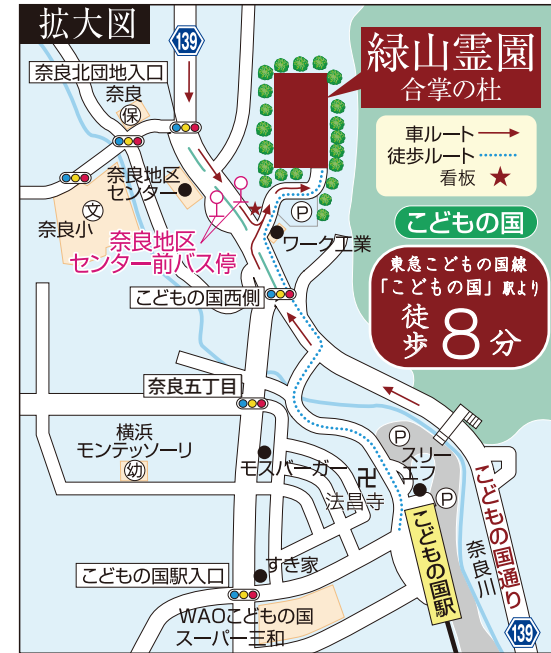 拡大図
139
緑山霊園
合掌の杜
奈良北団地入口
奈良
保
車ルート
徒歩ルート
看板
奈良地区
センター
文
奈良小
P
こどもの国
奈良地区
センター前バス停
ワーク工業
東急こどもの国線
「こどもの国」駅より
徒歩8分
こどもの国西側
奈良五丁目
横浜
モンテッソーリ
幼
モスバーガー
法昌寺
P
スリー
エフ
P
こどもの国通り
奈良川
こどもの国駅
すき家
こどもの国駅入口
WAOこどもの国
スーパー三和
139